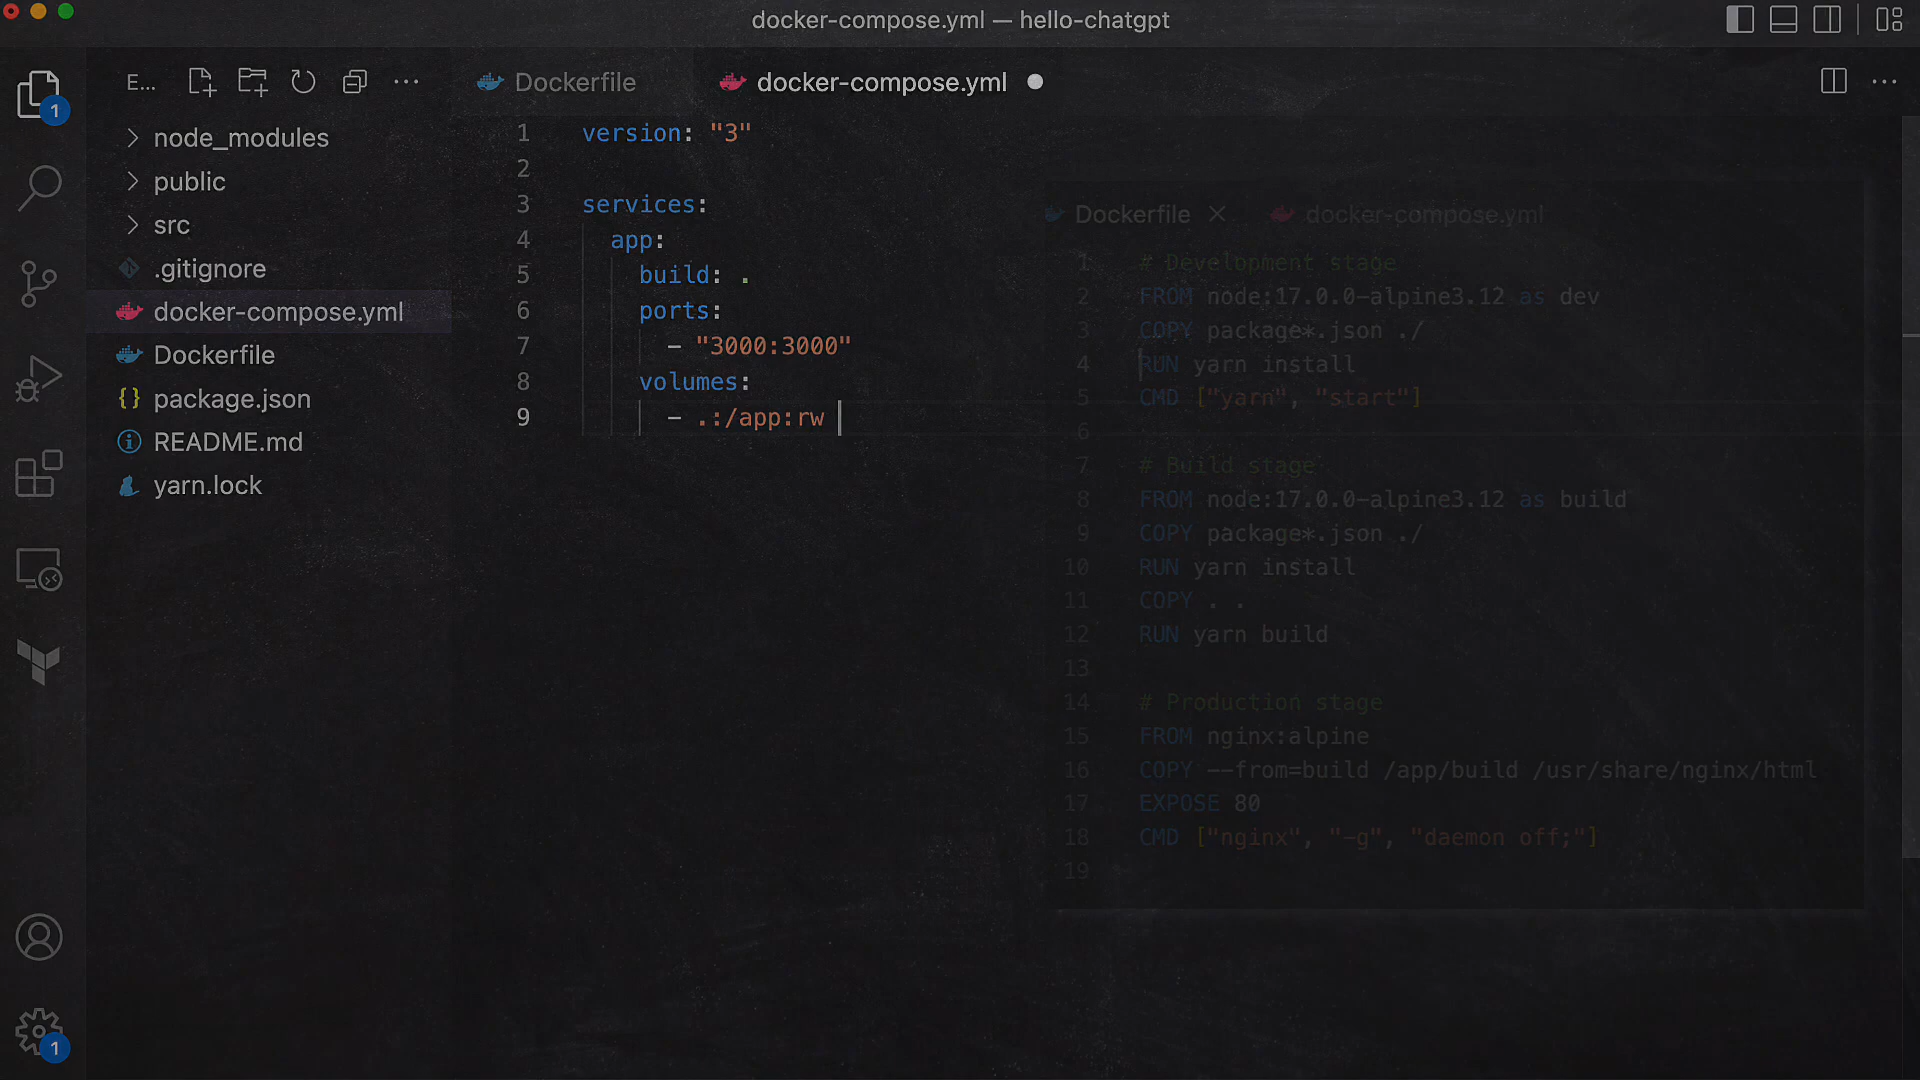 docker-compose.yml — hello-chatgpt
E...
Dockerfile
docker-compose.yml
1
node_modules
public
src
.gitignore
docker-compose.yml
Dockerfile
package.json
README.md
yarn.lock
1
1 version: "3"
2
3 services:
4 app:
5 build: .
6 ports:
7 - "3000:3000"
8 volumes:
9 - .:/app:rw
Dockerfile docker-compose.yml
1 # Development stage
2 FROM node:17.0.0-alpine3.12 as dev
3 COPY package*.json ./
4 RUN yarn install
5 CMD ["yarn", "start"]
6
7 # Build stage
8 FROM node:17.0.0-alpine3.12 as build
9 COPY package*.json ./
10 RUN yarn install
11 COPY . .
12 RUN yarn build
13
14 # Production stage
15 FROM nginx:alpine
16 COPY --from=build /app/build /usr/share/nginx/html
17 EXPOSE 80
18 CMD ["nginx", "-g", "daemon off;"]
19